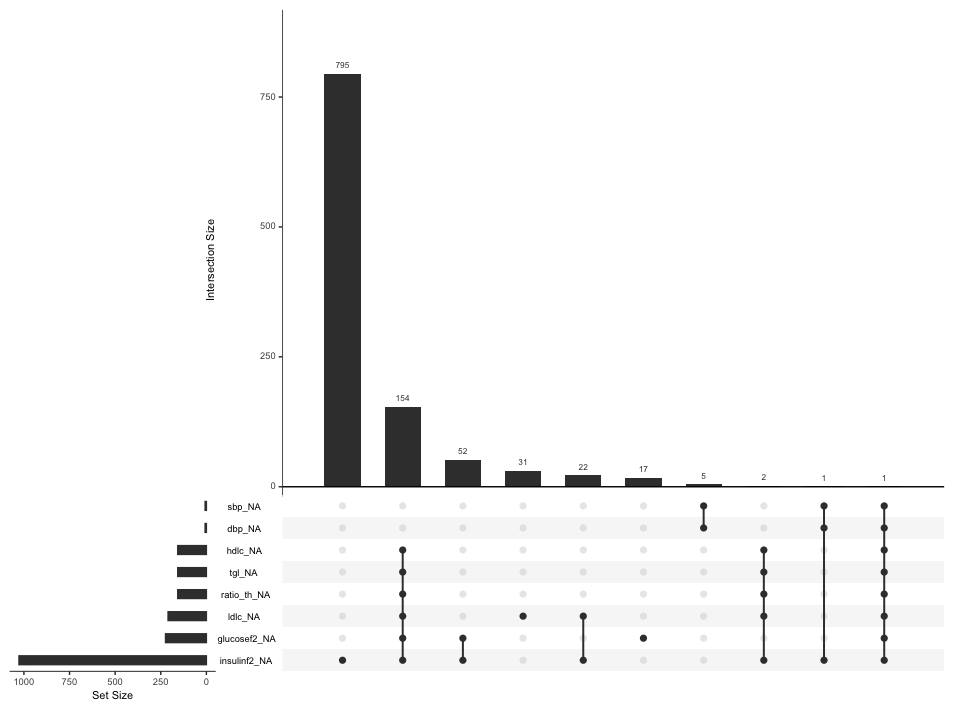 795
750
500
Intersection Size
250
154
52
31
22
17
5
2
1
1
0
sbp_NA
dbp_NA
hdlc_NA
tgl_NA
ratio_th_NA
ldlc_NA
glucosef2_NA
insulinf2_NA
1000 750 500 250 0
Set Size